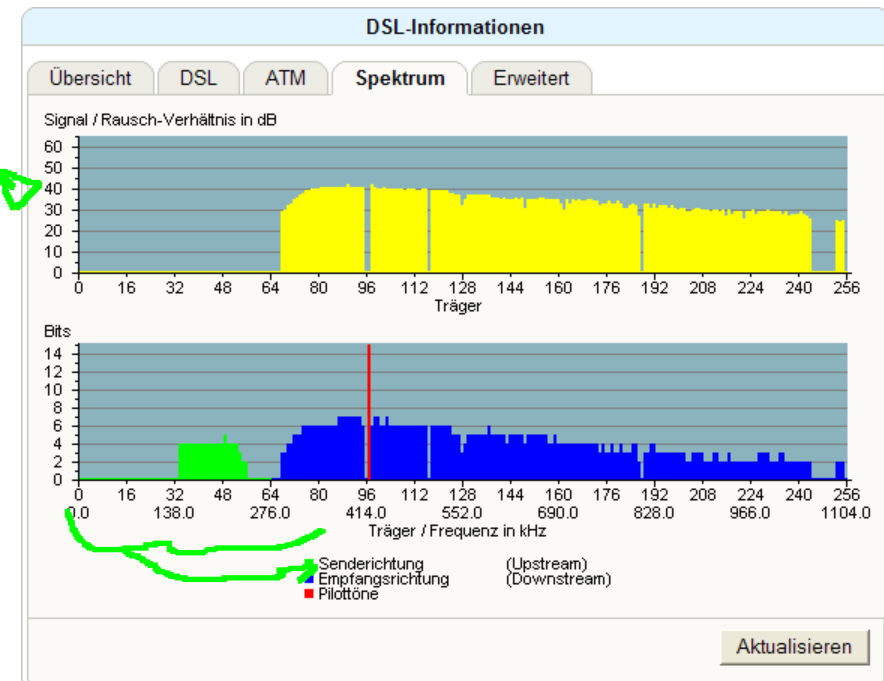 DSL-Informationen
Übersicht DSL ATM Spektrum Erweitert
Signal / Rausch-Verhältnis in dB
60
50
40
30
20
10
0
0 16 32 48 64 80 96 112 128 144 160 176 192 208 224 240 256
Träger
Bits
14
12
10
8
6
4
2
0
0 16 32 48 64 80 96 112 128 144 160 176 192 208 224 240 256
0.0 138.0 276.0 414.0 552.0 690.0 828.0 966.0 1104.0
Träger / Frequenz in kHz
Senderichtung (Upstream)
Empfangsrichtung (Downstream)
Pilottöne
Aktualisieren